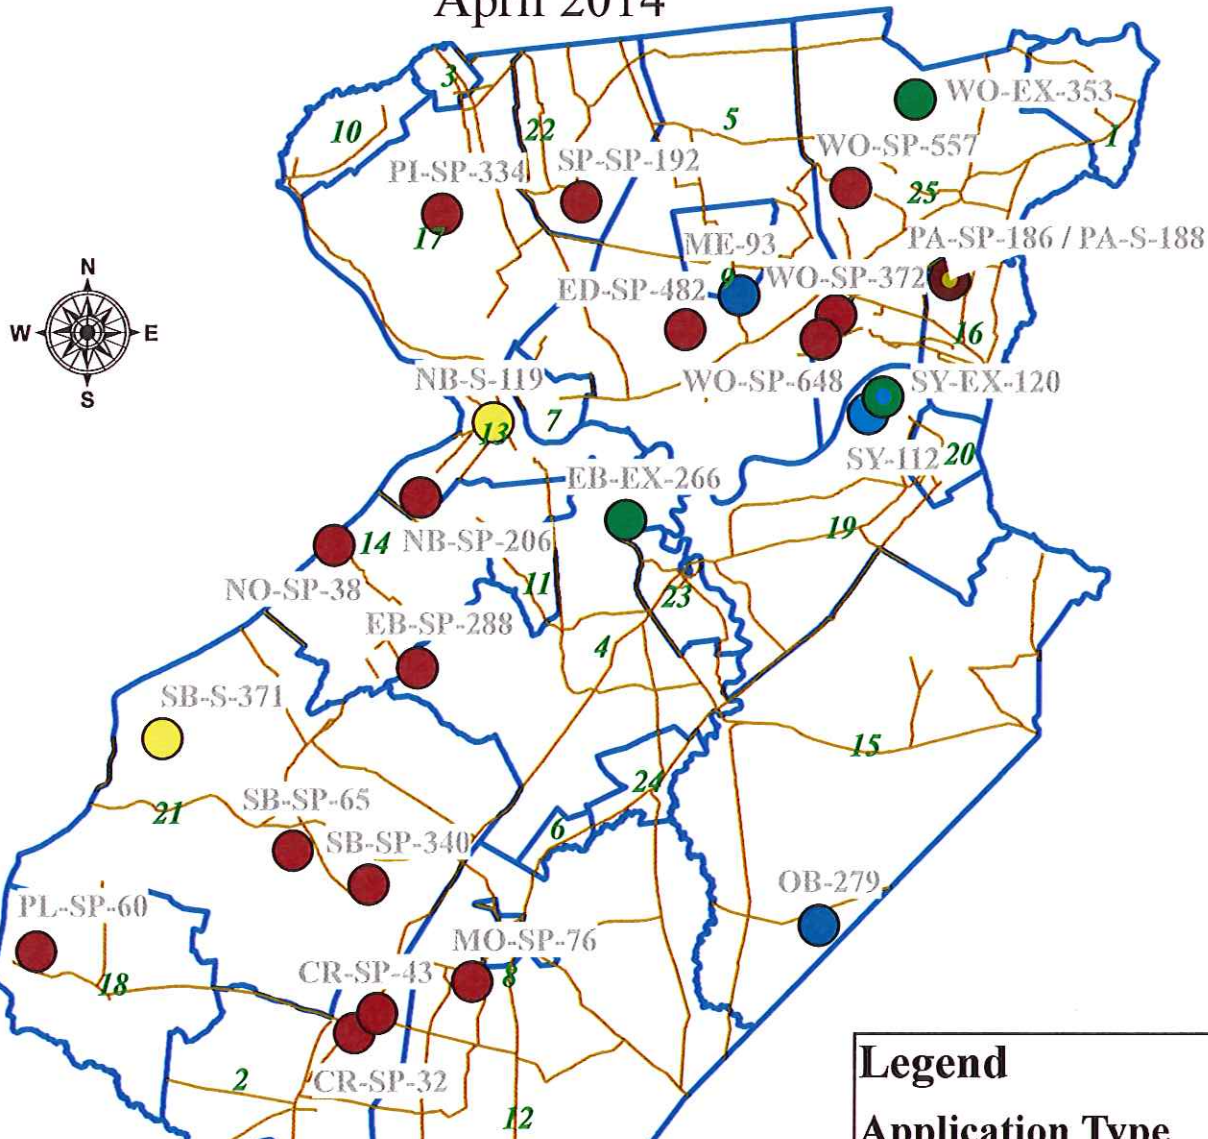 April 2014
3
WO-EX-353
10
22
5
1
WO-SP-557
SP-SP-192
PI-SP-334
25
17
PA-SP-186 / PA-S-188
ME-93
9
WO-SP-372
ED-SP-482
16
N
W
E
S
NB-S-119
WO-SP-648
SY-EX-120
7
13
SY-112
20
EB-EX-266
14
NB-SP-206
19
11
NO-SP-38
23
EB-SP-288
4
SB-S-371
15
24
SB-SP-65
21
6
SB-SP-340
OB-279
PL-SP-60
MO-SP-76
CR-SP-43
8
18
CR-SP-32
2
12
Legend
Application Type